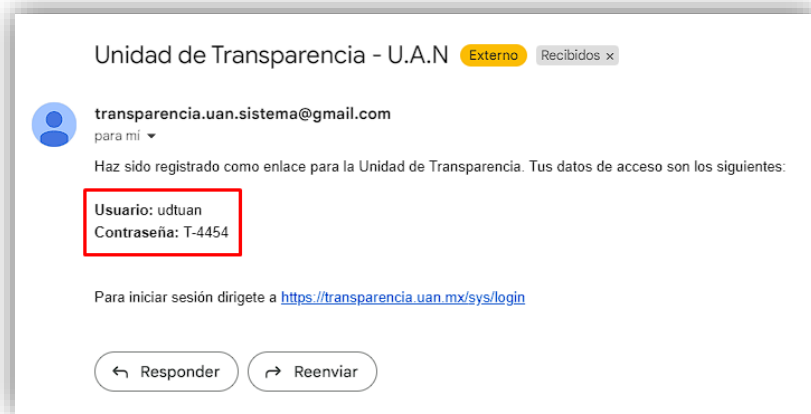 Unidad de Transparencia - U.A.N Externo Recibidos x
transparencia.uan.sistema@gmail.com
para mí
Haz sido registrado como enlace para la Unidad de Transparencia. Tus datos de acceso son los siguientes:
Usuario: udtuan
Contraseña: T-4454
Para iniciar sesión dirigete a https://transparencia.uan.mx/sys/login
Responder Reenviar